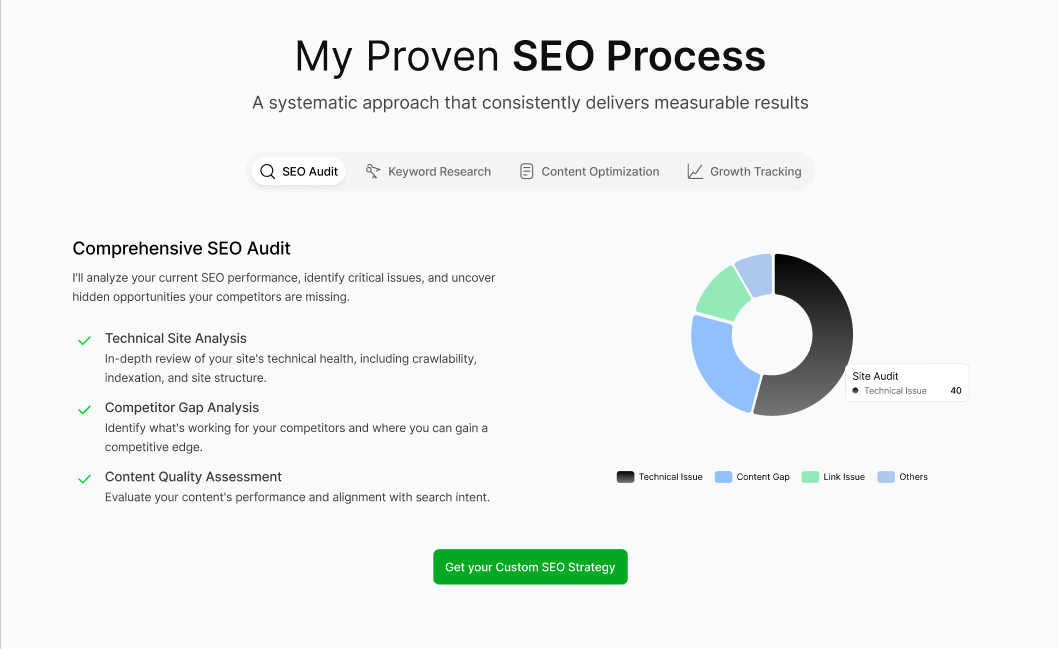 My Proven SEO Process
A systematic approach that consistently delivers measurable results
SEO Audit
Keyword Research
Content Optimization
Growth Tracking
Comprehensive SEO Audit
I'll analyze your current SEO performance, identify critical issues, and uncover
hidden opportunities your competitors are missing.
Technical Site Analysis
In-depth review of your site's technical health, including crawlability,
indexation, and site structure.
Competitor Gap Analysis
Identify what's working for your competitors and where you can gain a
competitive edge.
Content Quality Assessment
Evaluate your content's performance and alignment with search intent.
Site Audit
Technical Issue 40
Technical Issue
Content Gap
Link Issue
Others
Get your Custom SEO Strategy